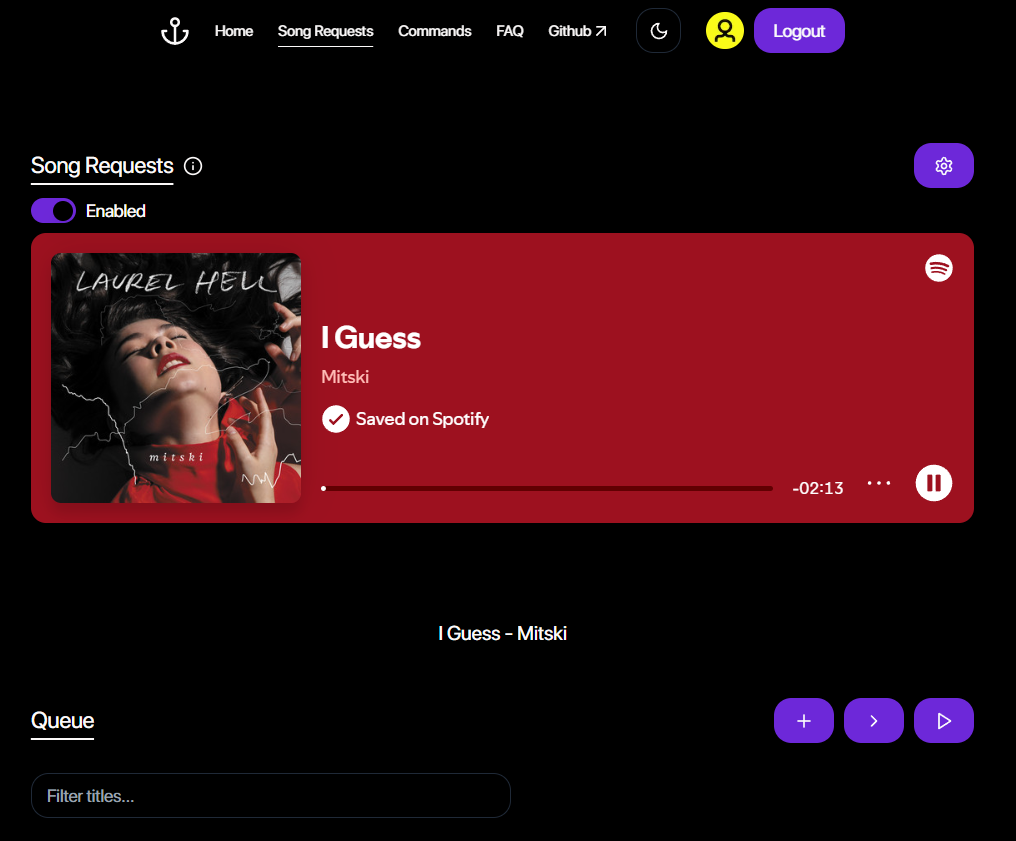 Home Song Requests Commands FAQ Github Logout
Song Requests
Enabled
LAUREL HELL
mitski
I Guess
Mitski
Saved on Spotify
-02:13
I Guess - Mitski
Queue
Filter titles...